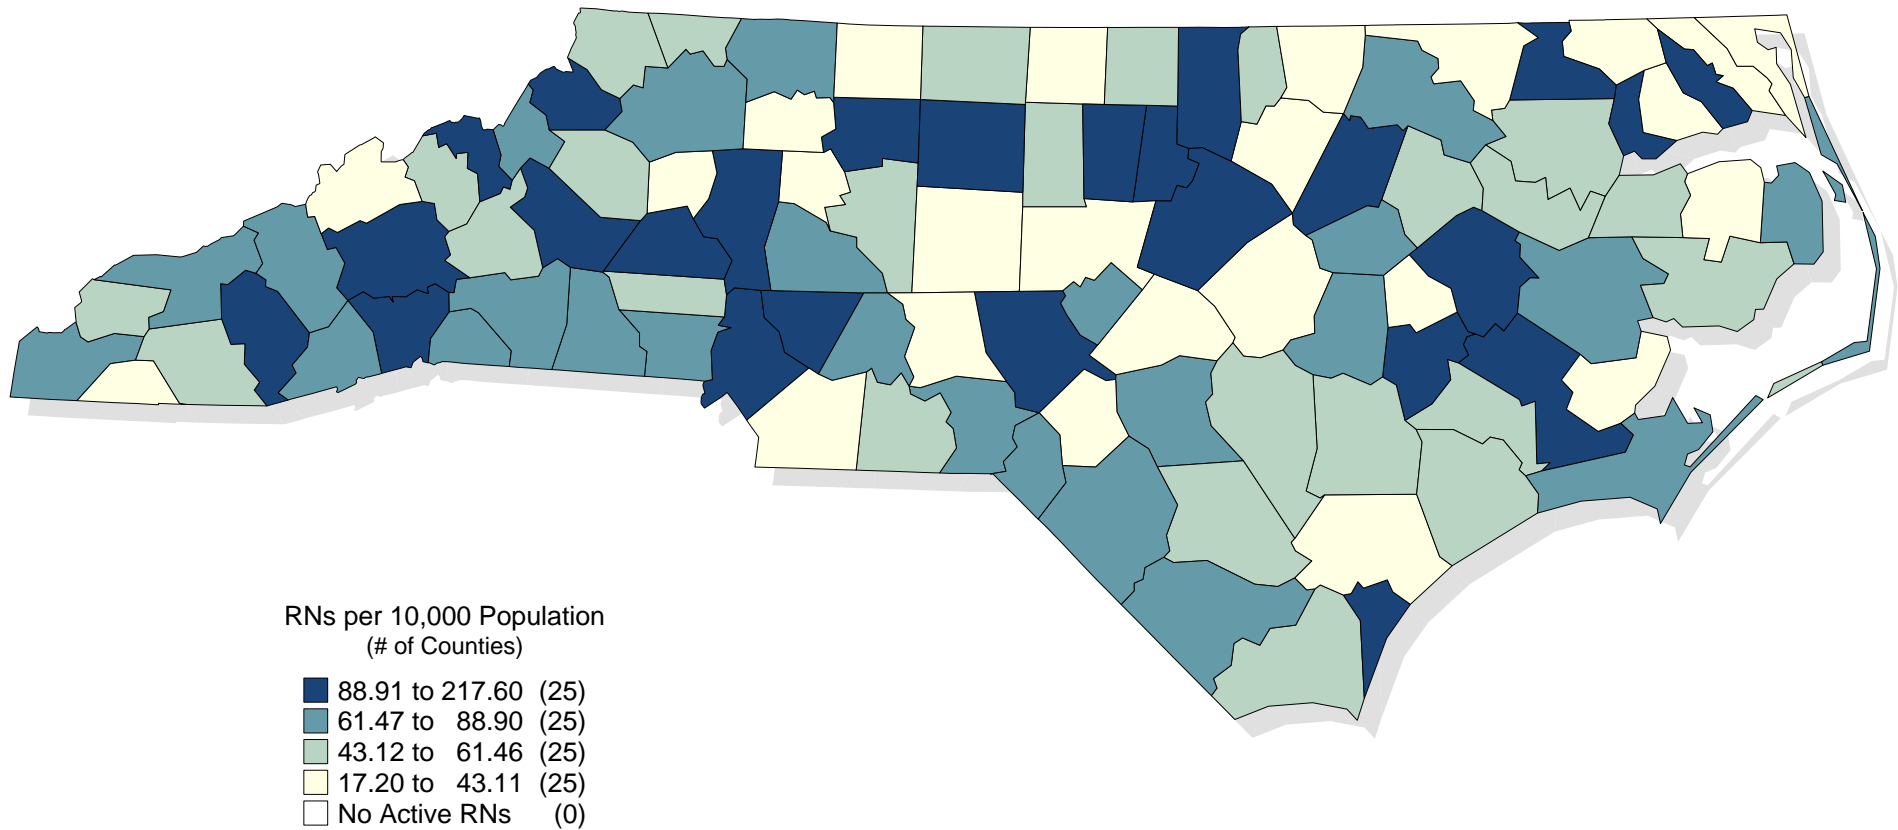 RNs per 10,000 Population
(# of Counties)
88.91 to 217.60 (25)
61.47 to 88.90 (25)
43.12 to 61.46 (25)
17.20 to 43.11 (25)
No Active RNs (0)